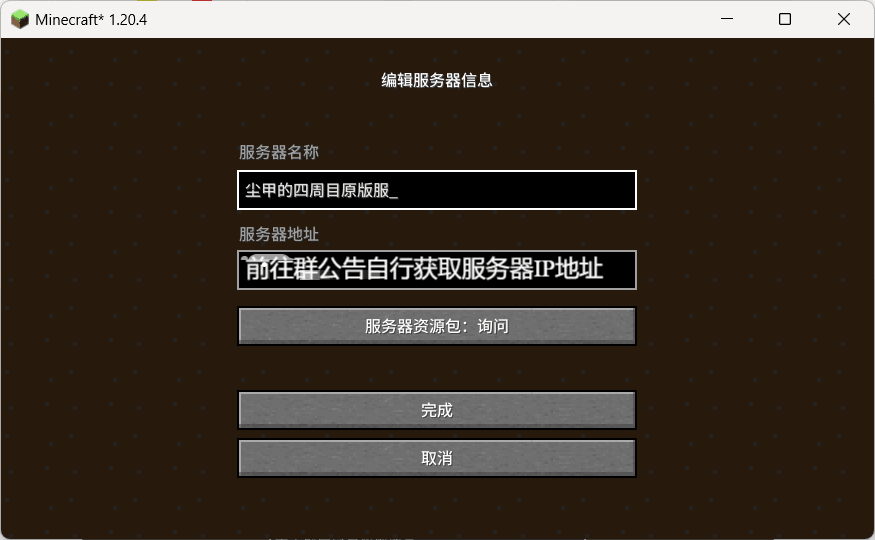 Minecraft* 1.20.4
编辑服务器信息
服务器名称
尘甲的四周目原版服_
服务器地址
前往群公告自行获取服务器IP地址
服务器资源包：询问
完成
取消